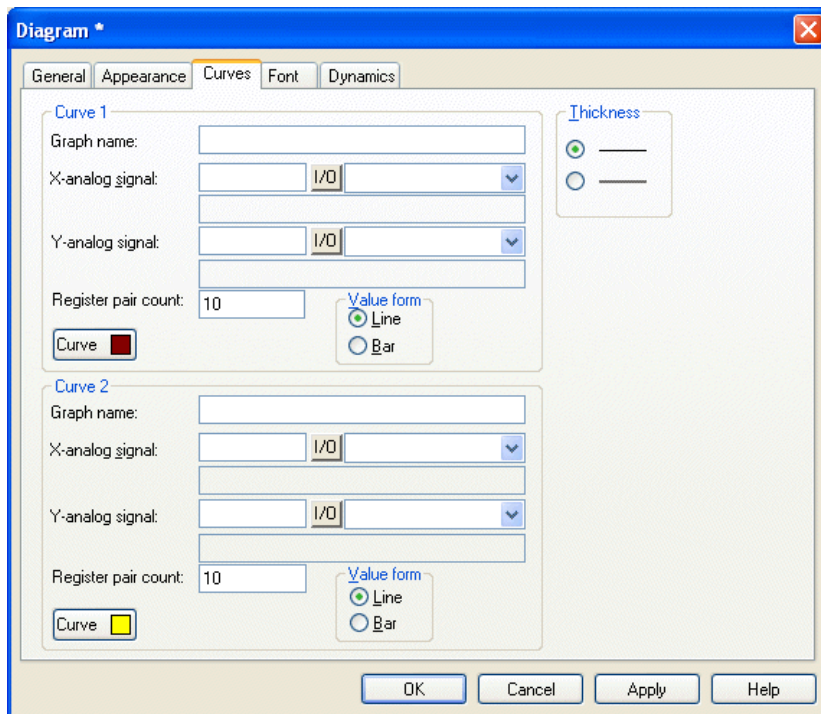 Diagram *
General Appearance Curves Font Dynamics
Curve 1
Graph name:
X-analog signal: I/O
Y-analog signal: I/O
Register pair count: 10
Value form
Line
Bar
Curve
Thickness
Curve 2
Graph name:
X-analog signal: I/O
Y-analog signal: I/O
Register pair count: 10
Value form
Line
Bar
Curve
OK Cancel Apply Help